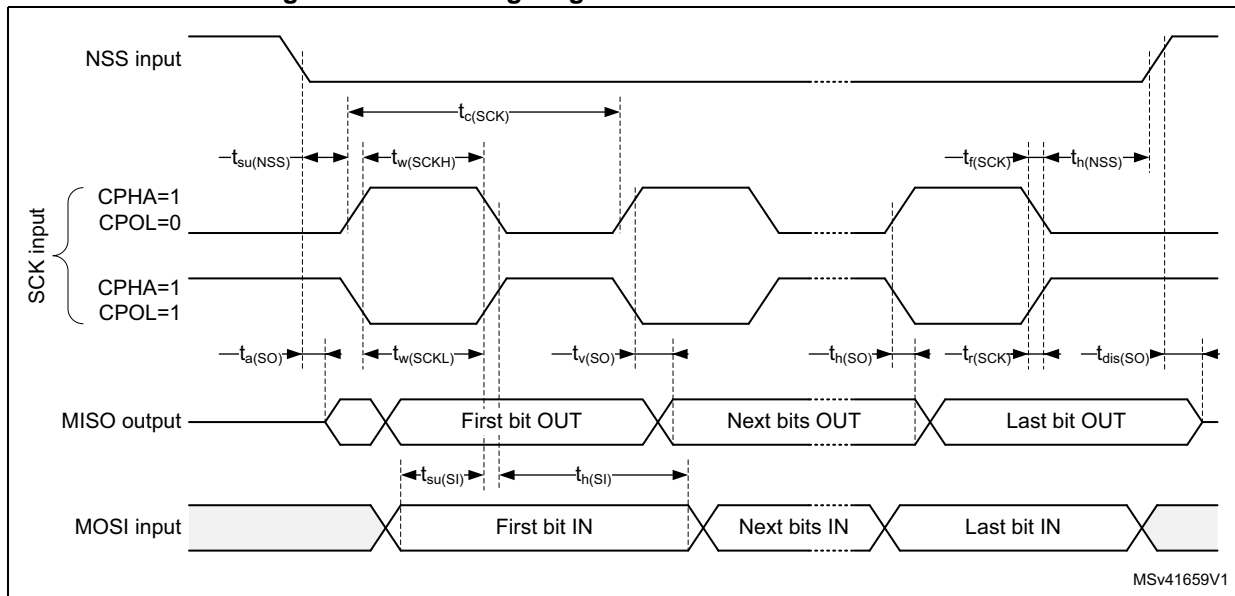 NSS input
tc(SCK)
tsu(NSS)
tw(SCKH)
tf(SCK)
th(NSS)
SCK input
CPHA=1
CPOL=0
CPHA=1
CPOL=1
ta(SO)
tw(SCKL)
tv(SO)
th(SO)
tr(SCK)
tdis(SO)
MISO output
First bit OUT
Next bits OUT
Last bit OUT
tsu(SI)
th(SI)
MOSI input
First bit IN
Next bits IN
Last bit IN
MSv41659V1